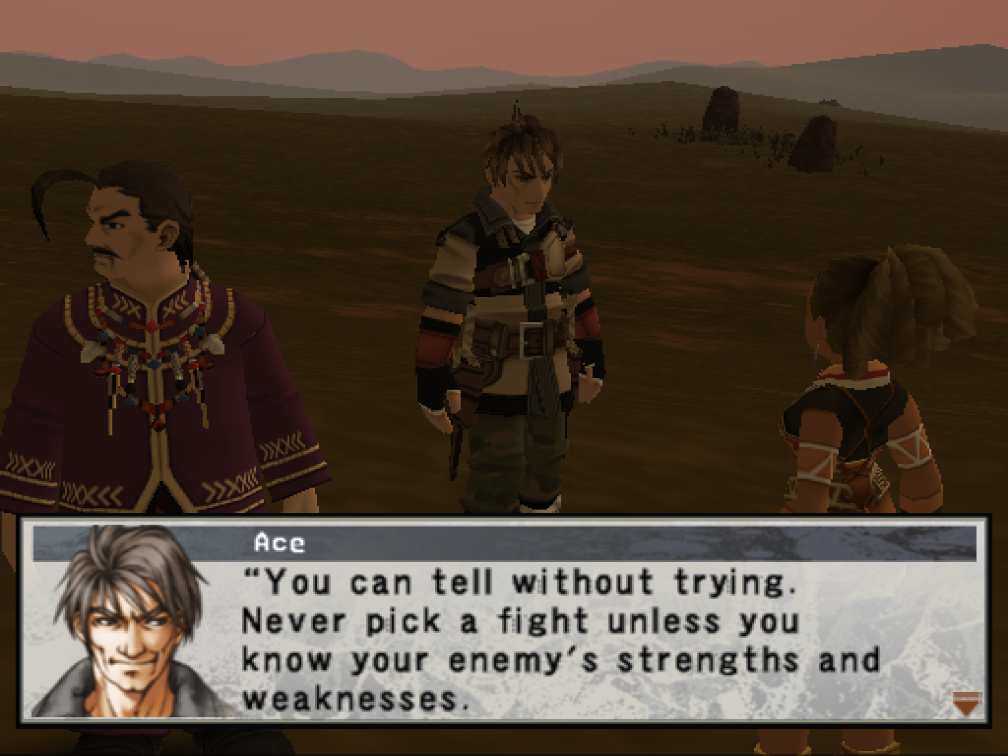 Ace
“You can tell without trying.
Never pick a fight unless you
know your enemy's strengths and
weaknesses.